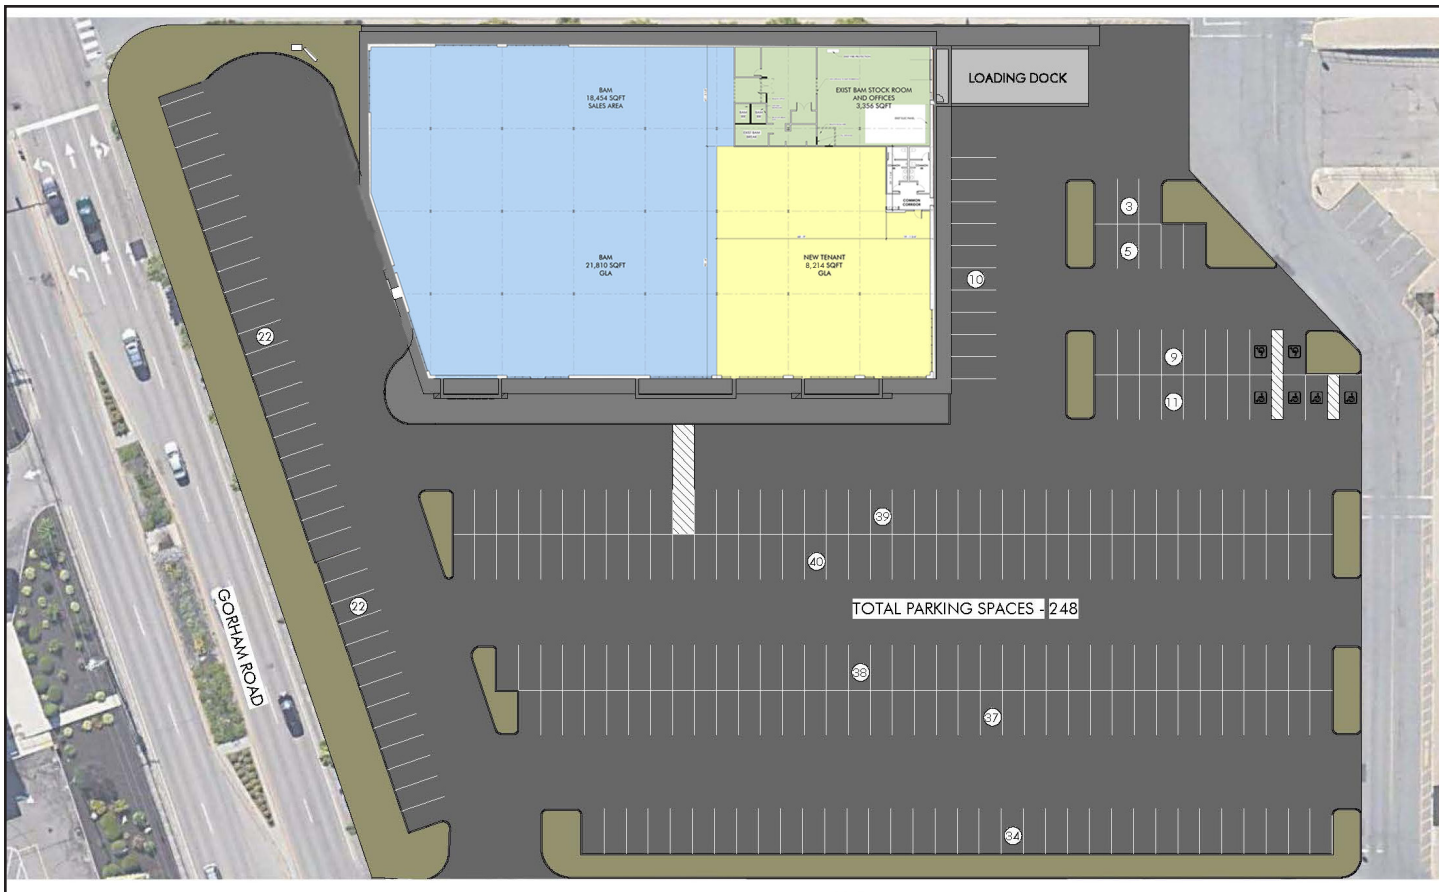 BAM
18,454 SQFT
SALES AREA
EXIST BAM STOCK ROOM
AND OFFICES
3,356 SQFT
LOADING DOCK
COMMON
CORRIDOR
BAM
21,810 SQFT
GLA
NEW TENANT
8,214 SQFT
GLA
3
5
10
22
9
11
39
40
22
TOTAL PARKING SPACES - 248
GORHAM ROAD
38
37
34